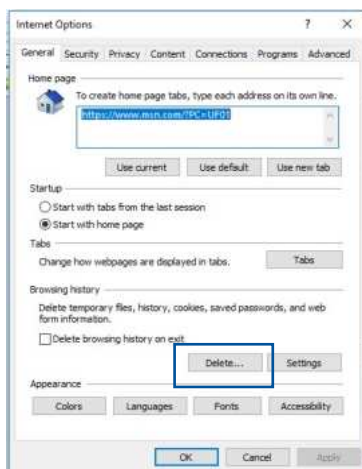 Internet Options ? X
General Security Privacy Content Connections Programs Advanced
Home page
To create home page tabs, type each address on its own line.
https://www.msn.com/?PC=UF01
Use current Use default Use new tab
Startup
Start with tabs from the last session
Start with home page
Tabs
Change how webpages are displayed in tabs. Tabs
Browsing history
Delete temporary files, history, cookies, saved passwords, and web
form information.
Delete browsing history on exit
Delete... Settings
Appearance
Colors Languages Fonts Accessibility
OK Cancel Apply